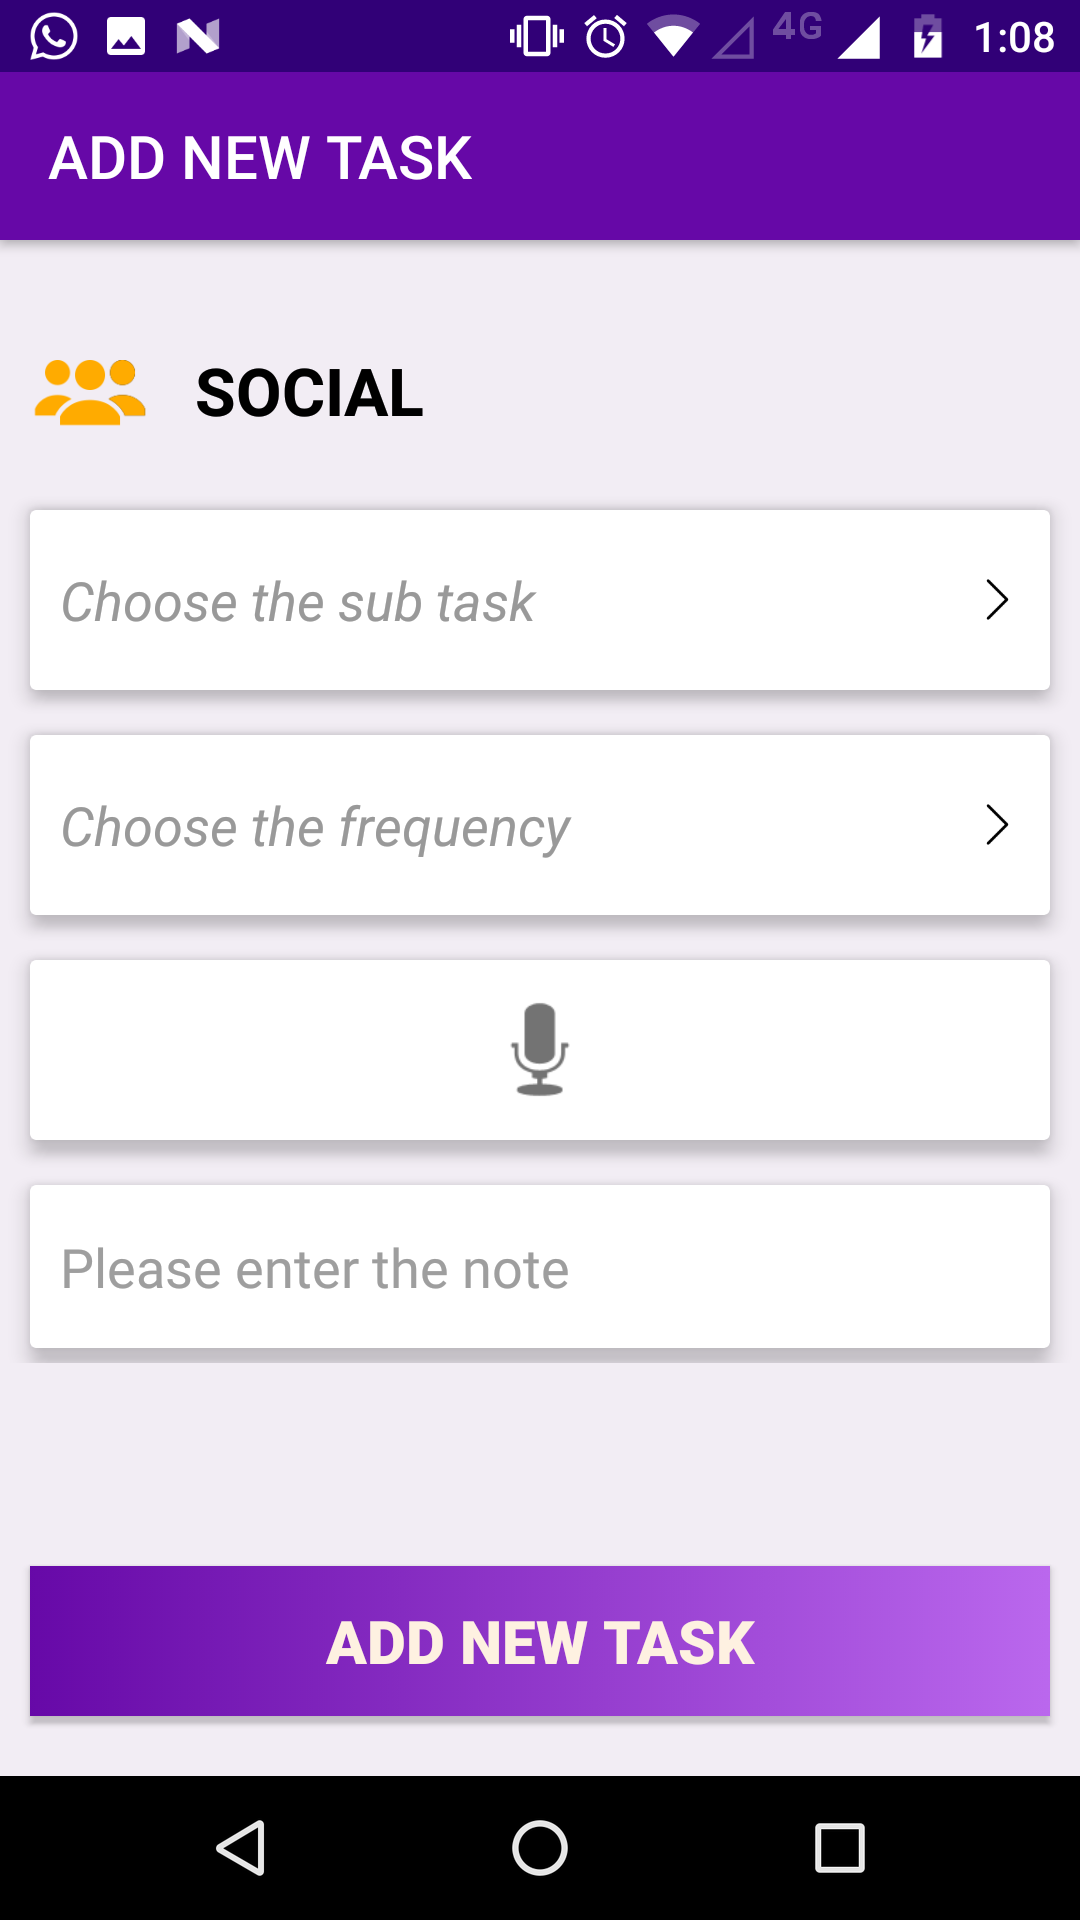 4G 1:08
ADD NEW TASK
SOCIAL
Choose the sub task
Choose the frequency
Please enter the note
ADD NEW TASK